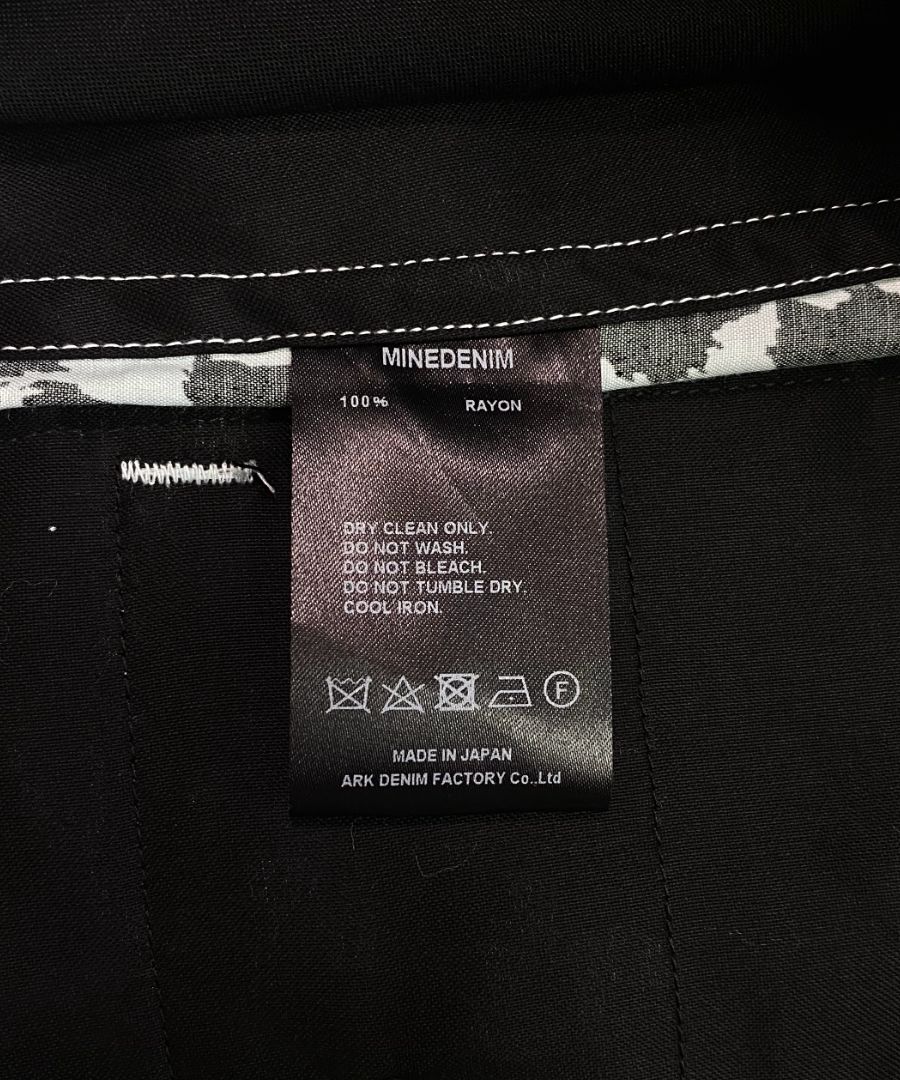 MINEDENIM
100% RAYON
DRY CLEAN ONLY.
DO NOT WASH.
DO NOT BLEACH.
DO NOT TUMBLE DRY.
COOL IRON.
F
MADE IN JAPAN
ARK DENIM FACTORY Co.,Ltd